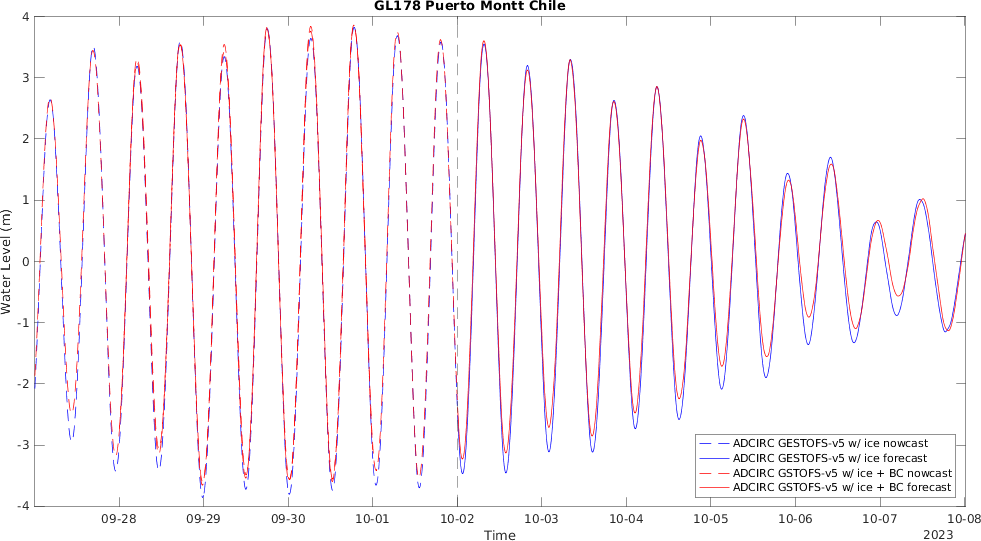 GL178 Puerto Montt Chile
4
3
2
1
0
-1
-2
-3
-4
Water Level (m)
ADCIRC GESTOFS-v5 w/ ice nowcast
ADCIRC GESTOFS-v5 w/ ice forecast
ADCIRC GSTOFS-v5 w/ ice + BC nowcast
ADCIRC GSTOFS-v5 w/ ice + BC forecast
09-28 09-29 09-30 10-01 10-02 10-03 10-04 10-05 10-06 10-07 10-08
Time
2023